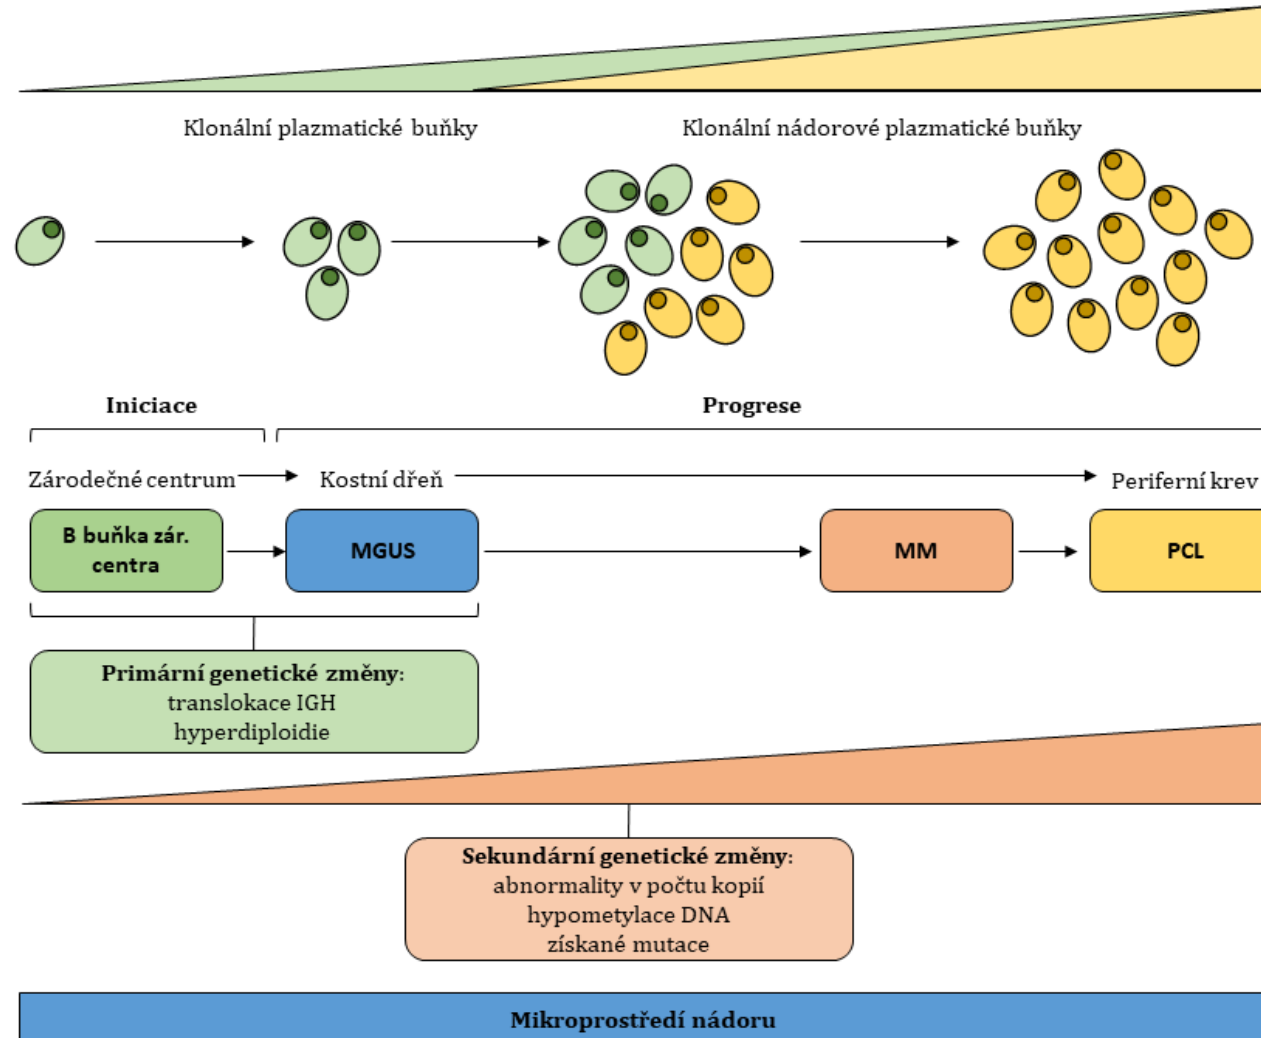 Klonální plazmatické buňky
Klonální nádorové plazmatické buňky
Iniciace
Progrese
Zárodečné centrum
Kostní dřeň
Periferní krev
B buňka zár.
centra
MGUS
MM
PCL
Primární genetické změny:
translokace IGH
hyperdiploidie
Sekundární genetické změny:
abnormality v počtu kopií
hypometylace DNA
získané mutace
Mikroprostředí nádoru